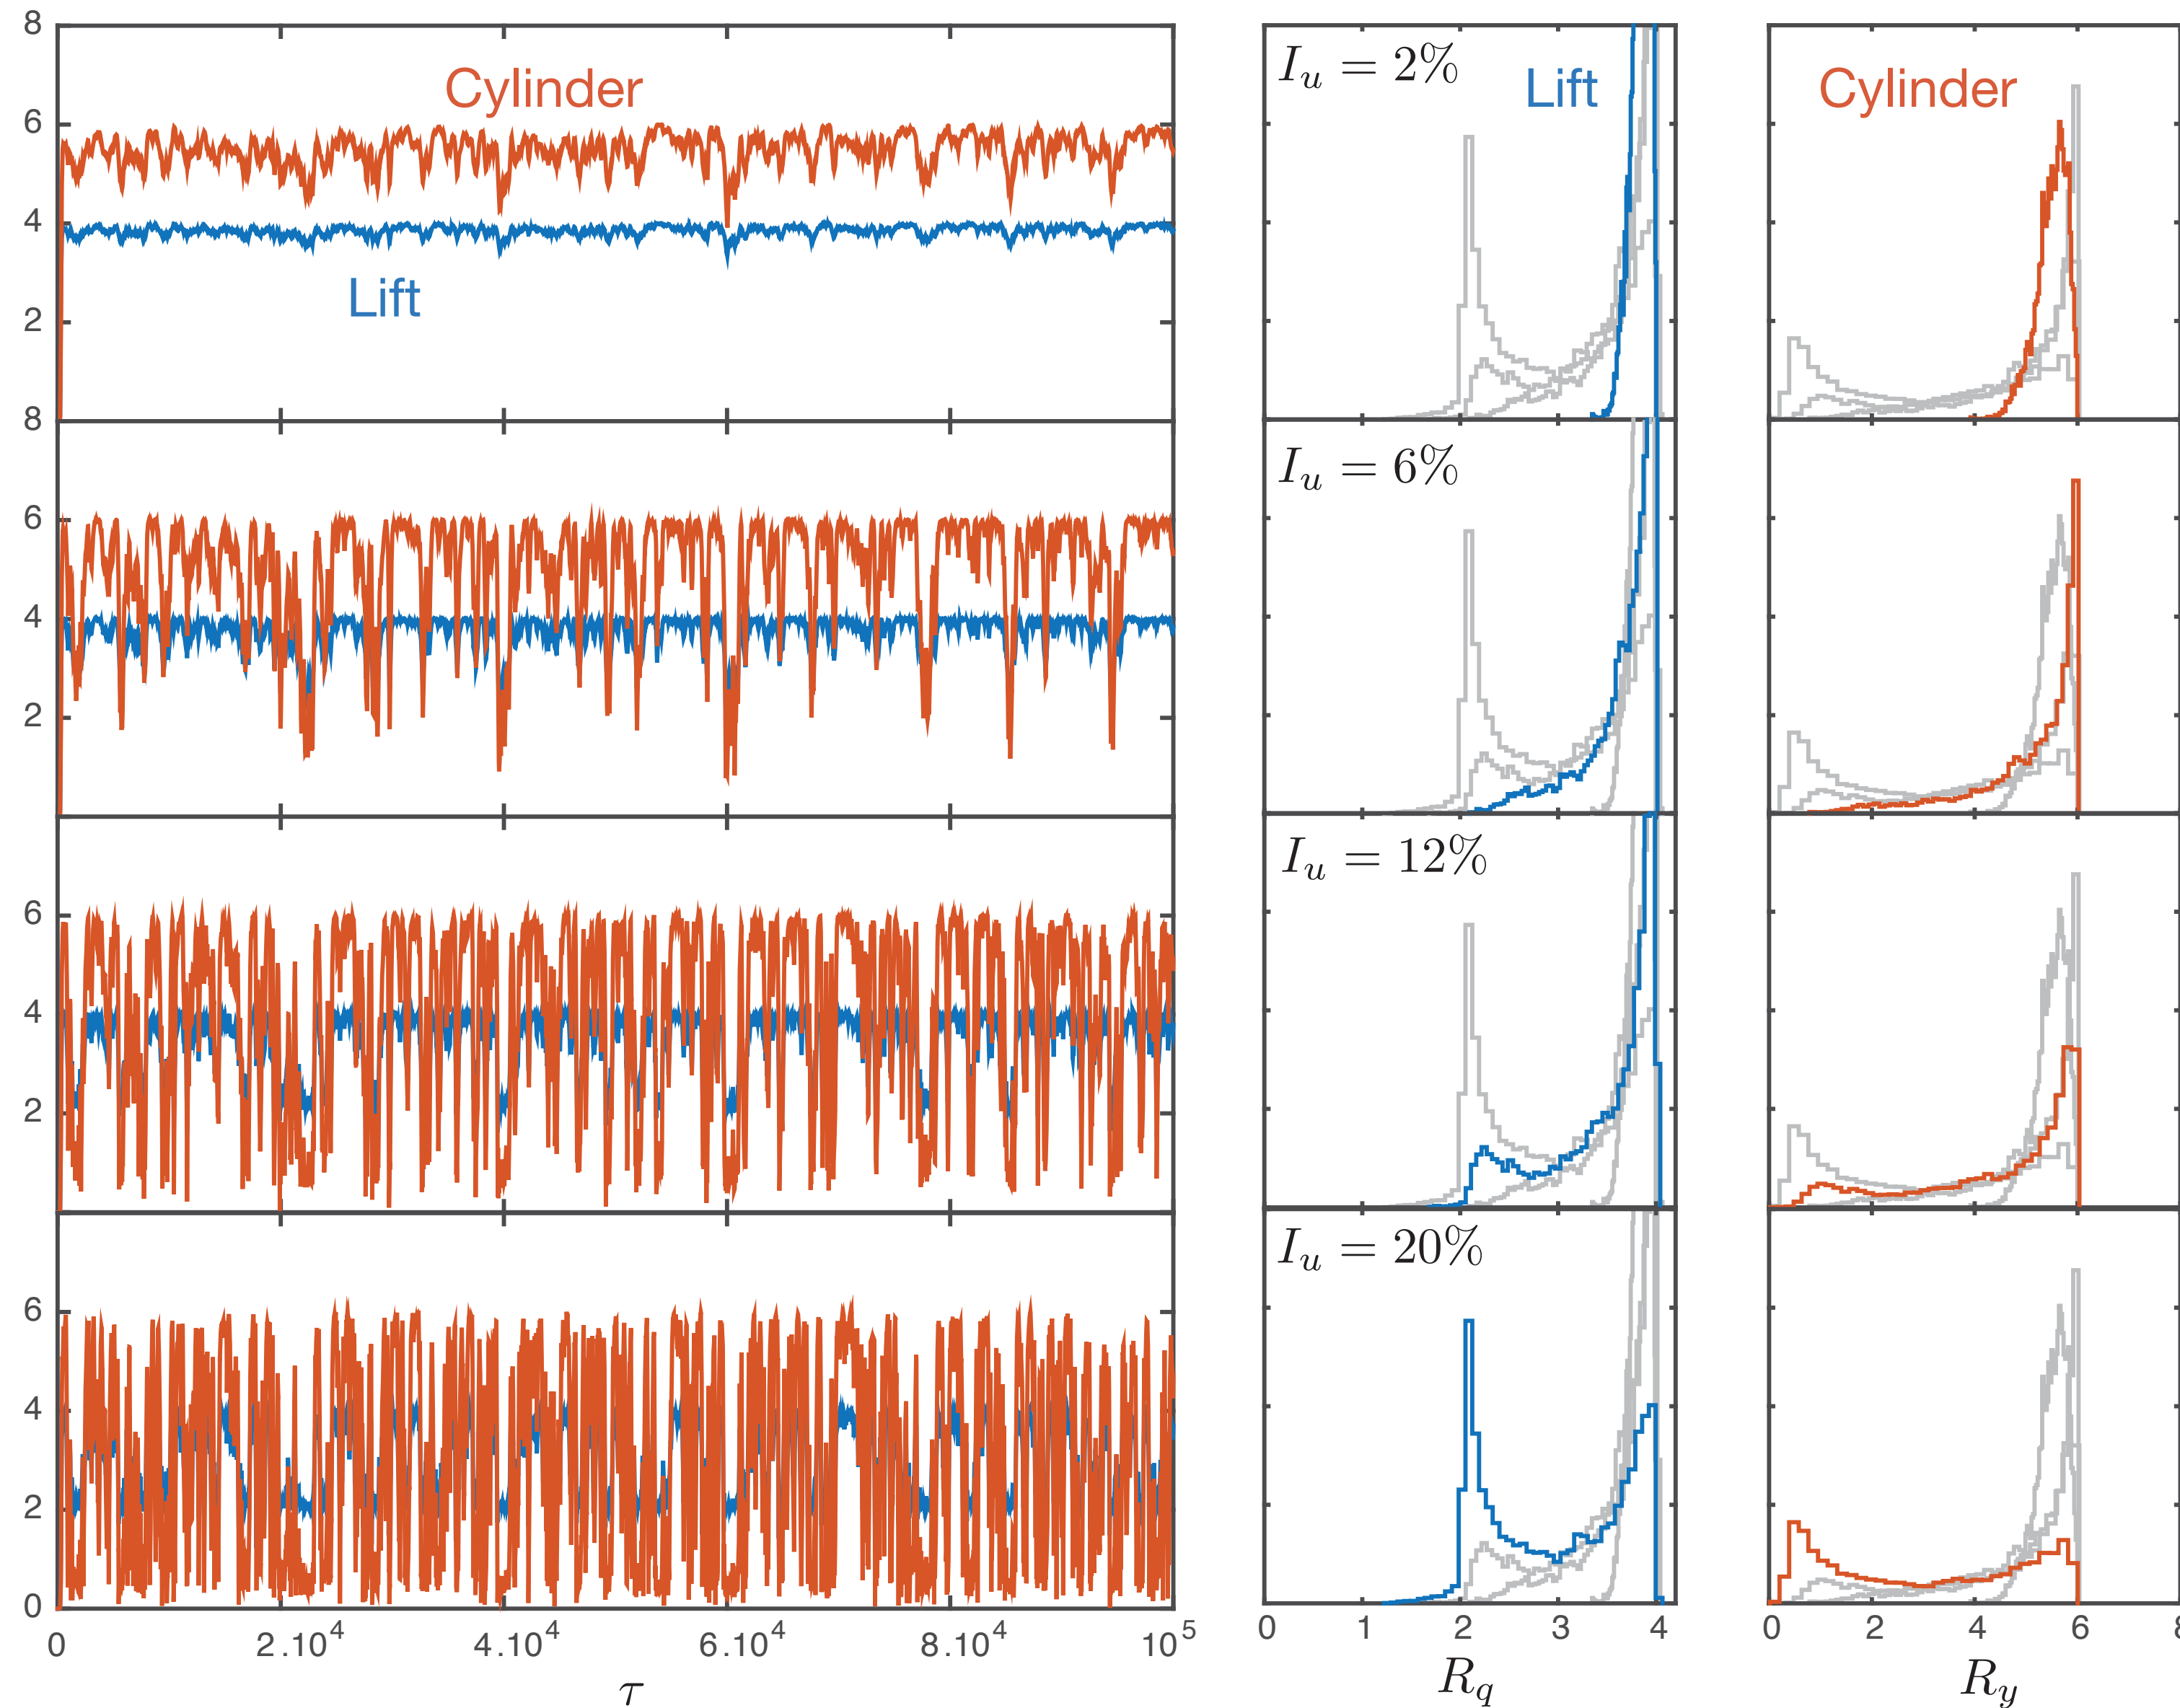 8
6
4
2
Cylinder
Lift
8
6
4
2
6
4
2
6
4
2
0
0
2.10^4
4.10^4
6.10^4
8.10^4
10^5
τ
I_u = 2%
Lift
I_u = 6%
I_u = 12%
I_u = 20%
0
1
2
3
4
R_q
Cylinder
0
2
4
6
R_y